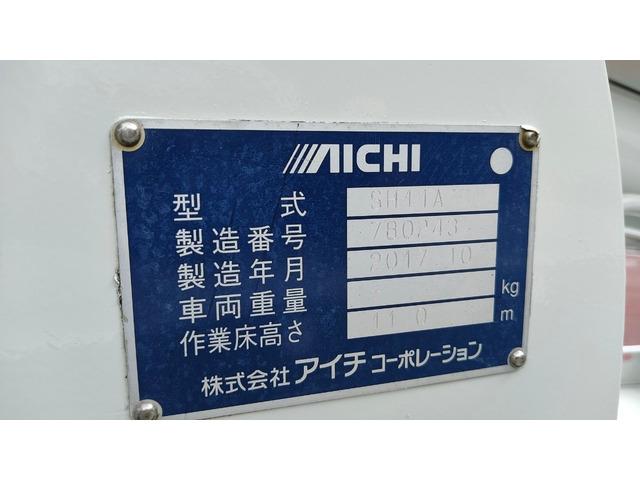 AICHI
型式 SH11A
製造番号 780243
製造年月 2017.10
車両重量 kg
作業床高さ 11.0 m
株式会社 アイチ コーポレーション